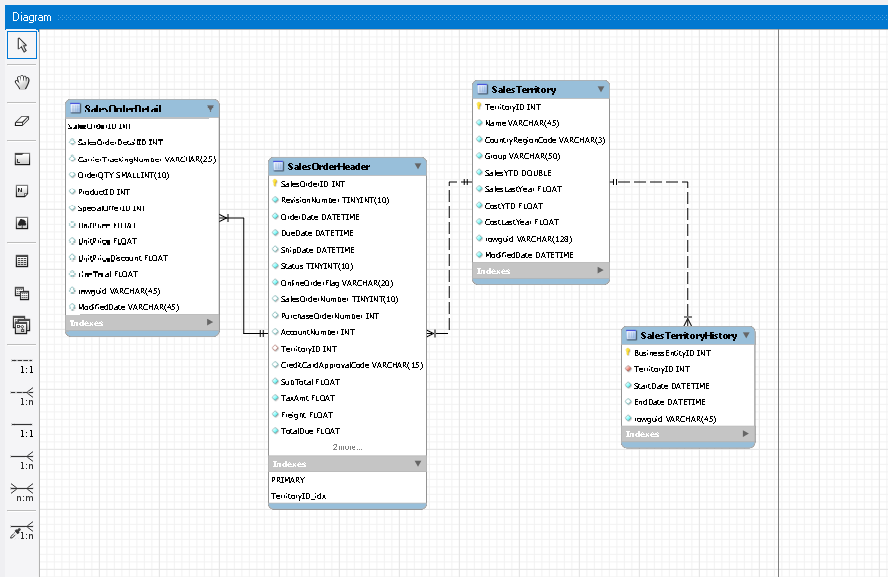 Diagram
SalesOrderDetail
SalesOrderID INT
SalesOrderDetailID INT
CarrierTrackingNumber VARCHAR(25)
OrderQTY SMALLINT(10)
ProductID INT
SpecialOfferID INT
UnitPrice FLOAT
UnitPrice FLOAT
UnitPriceDiscount FLOAT
LineTotal FLOAT
rowguid VARCHAR(45)
ModifiedDate VARCHAR(45)
Indexes
SalesOrderHeader
SalesOrderID INT
RevisionNumber TINYINT(10)
OrderDate DATETIME
DueDate DATETIME
ShipDate DATETIME
Status TINYINT(10)
OnlineOrderFlag VARCHAR(20)
SalesOrderNumber TINYINT(10)
PurchaseOrderNumber INT
AccountNumber INT
TerritoryID INT
CreditCardApprovalCode VARCHAR(15)
SubTotal FLOAT
TaxAmt FLOAT
Freight FLOAT
TotalDue FLOAT
2 more...
Indexes
PRIMARY
TerritoryID_idx
SalesTerritory
TerritoryID INT
Name VARCHAR(45)
CountryRegionCode VARCHAR(3)
Group VARCHAR(50)
SalesYTD DOUBLE
SalesLastYear FLOAT
CostYTD FLOAT
CostLastYear FLOAT
rowguid VARCHAR(128)
ModifiedDate DATETIME
Indexes
SalesTerritoryHistory
BusinessEntityID INT
TerritoryID INT
StartDate DATETIME
EndDate DATETIME
rowguid VARCHAR(45)
Indexes
1:1
1:n
1:1
1:n
n:m
1:n